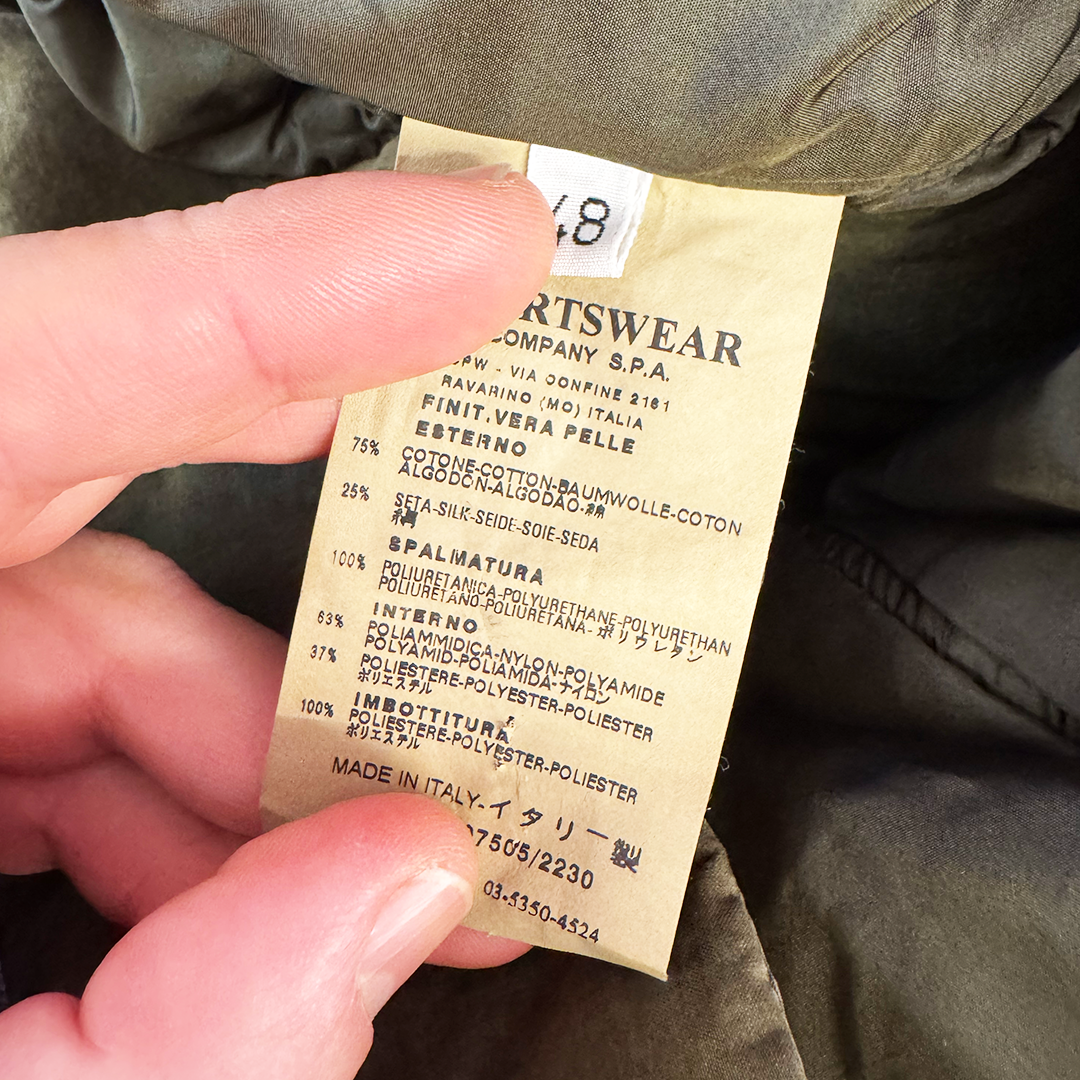 48
RTSWEAR
COMPANY S.P.A.
SPW - VIA CONFINE 2161
RAVARINO (MO) ITALIA
FINIT.VERA PELLE
ESTERNO
75% COTONE-COTTON-BAUMWOLLE-COTON
ALGODON-ALGODAO-綿
25% SETA-SILK-SEIDE-SOIE-SEDA
絹
SPALMATURA
100% POLIURETANICA-POLYURETHANE-POLYURETHAN
POLIURETANO-POLIURETANA-ポリウレタン
INTERNO
63% POLIAMMIDICA-NYLON-POLYAMIDE
POLYAMID-POLIAMIDA-ナイロン
37% POLIESTERE-POLYESTER-POLIESTER
ポリエステル
IMBOTTITURA
100% POLIESTERE-POLYESTER-POLIESTER
ポリエステル
MADE IN ITALY-イタリー製
7505/2230
03-5350-4524